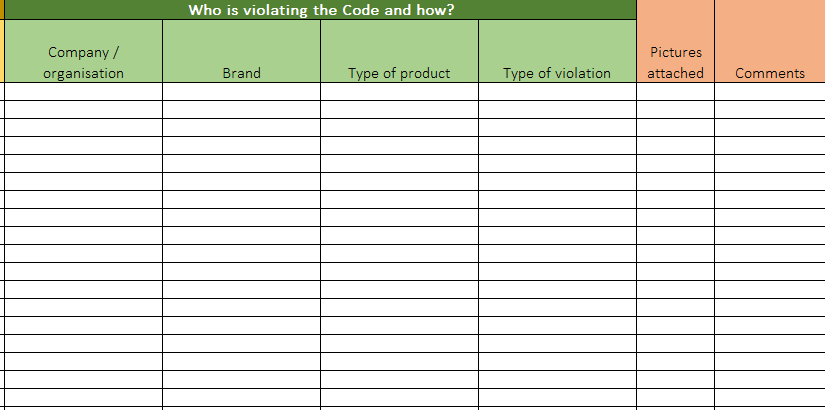 Who is violating the Code and how?
Company /
organisation
Brand
Type of product
Type of violation
Pictures
attached
Comments